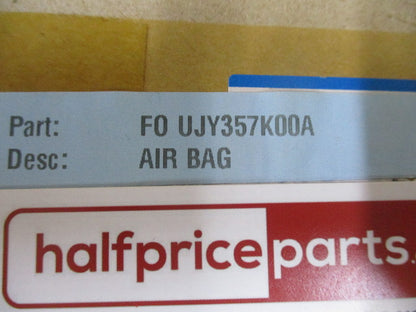 Part: FO UJY357K00A
Desc: AIR BAG
halfpriceparts.